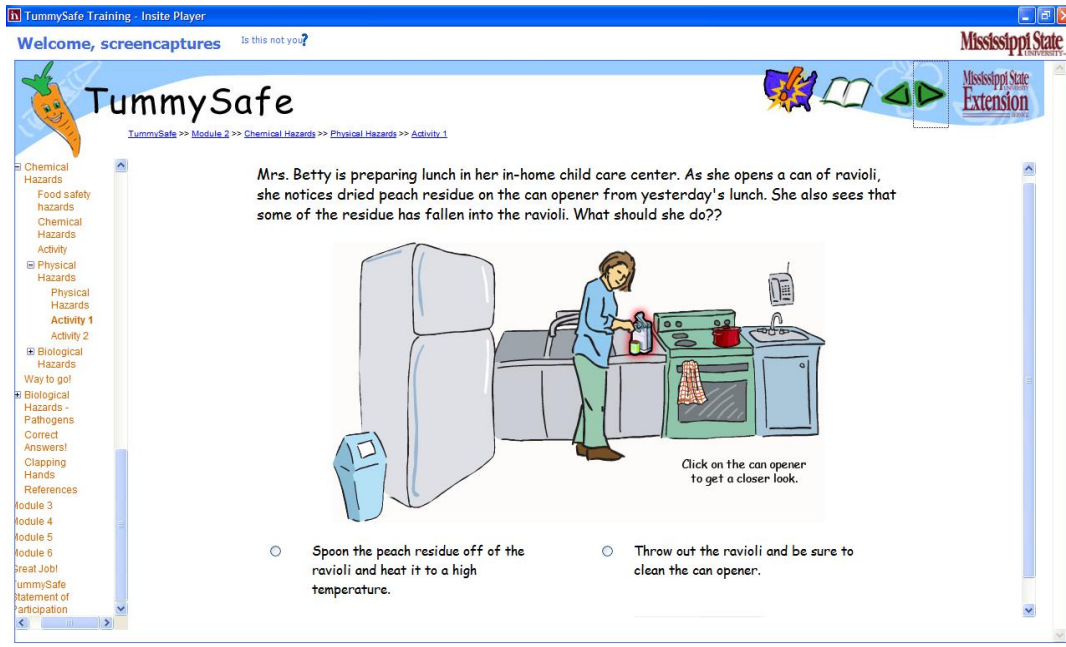 TummySafe Training - Insite Player
Welcome, screencaptures
Is this not you?
Mississippi State
UNIVERSITY
TummySafe
Mississippi State
UNIVERSITY
Extension
SERVICE
TummySafe >> Module 2 >> Chemical Hazards >> Physical Hazards >> Activity 1
Chemical
Hazards
Food safety
hazards
Chemical
Hazards
Activity
Physical
Hazards
Physical
Hazards
Activity 1
Activity 2
Biological
Hazards
Way to go!
Biological
Hazards -
Pathogens
Correct
Answers!
Clapping
Hands
References
Module 3
Module 4
Module 5
Module 6
Great Job!
TummySafe
Statement of
Participation
Mrs. Betty is preparing lunch in her in-home child care center. As she opens a can of ravioli,
she notices dried peach residue on the can opener from yesterday's lunch. She also sees that
some of the residue has fallen into the ravioli. What should she do??
Click on the can opener
to get a closer look.
Spoon the peach residue off of the
ravioli and heat it to a high
temperature.
Throw out the ravioli and be sure to
clean the can opener.